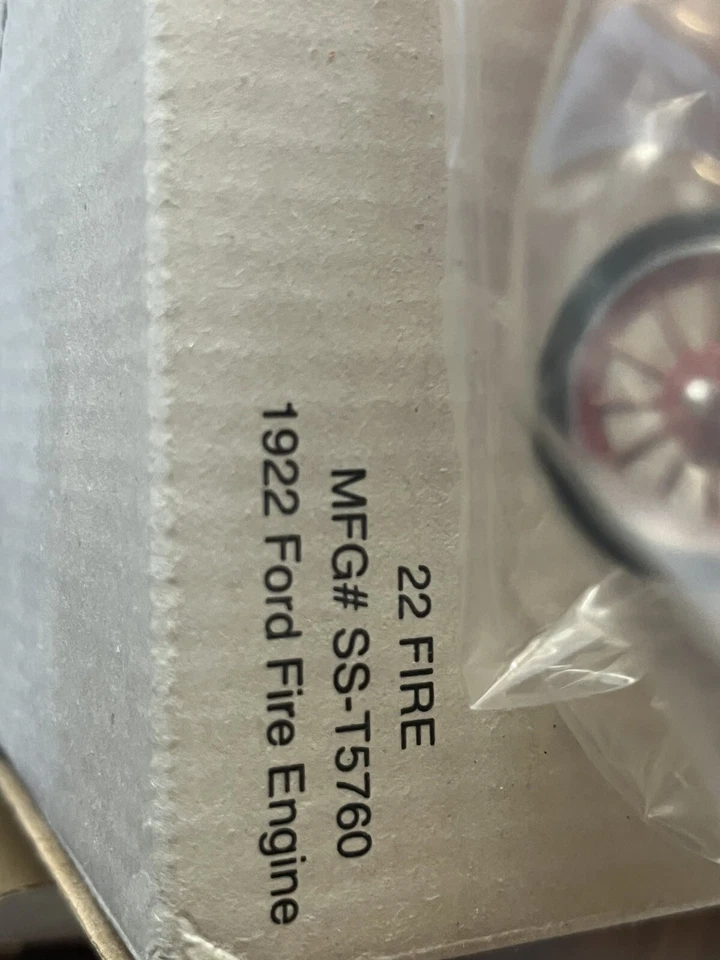 22 FIRE
MFG# SS-T5760
1922 Ford Fire Engine